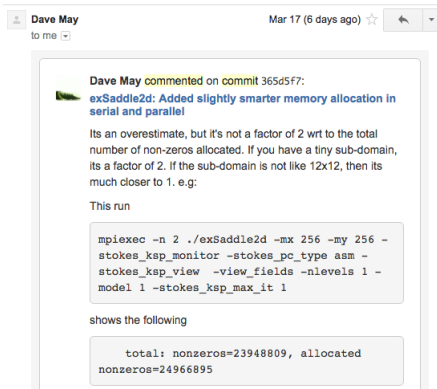 Dave May
Mar 17 (6 days ago)
to me
Dave May commented on commit 365d5f7:
exSaddle2d: Added slightly smarter memory allocation in
serial and parallel
Its an overestimate, but it's not a factor of 2 wrt to the total
number of non-zeros allocated. If you have a tiny sub-domain,
its a factor of 2. If the sub-domain is not like 12x12, then its
much closer to 1. e.g:
This run
mpiexec -n 2 ./exSaddle2d -mx 256 -my 256 -
stokes_ksp_monitor -stokes_pc_type asm -
stokes_ksp_view -view_fields -nlevels 1 -
model 1 -stokes_ksp_max_it 1
shows the following
total: nonzeros=23948809, allocated
nonzeros=24966895